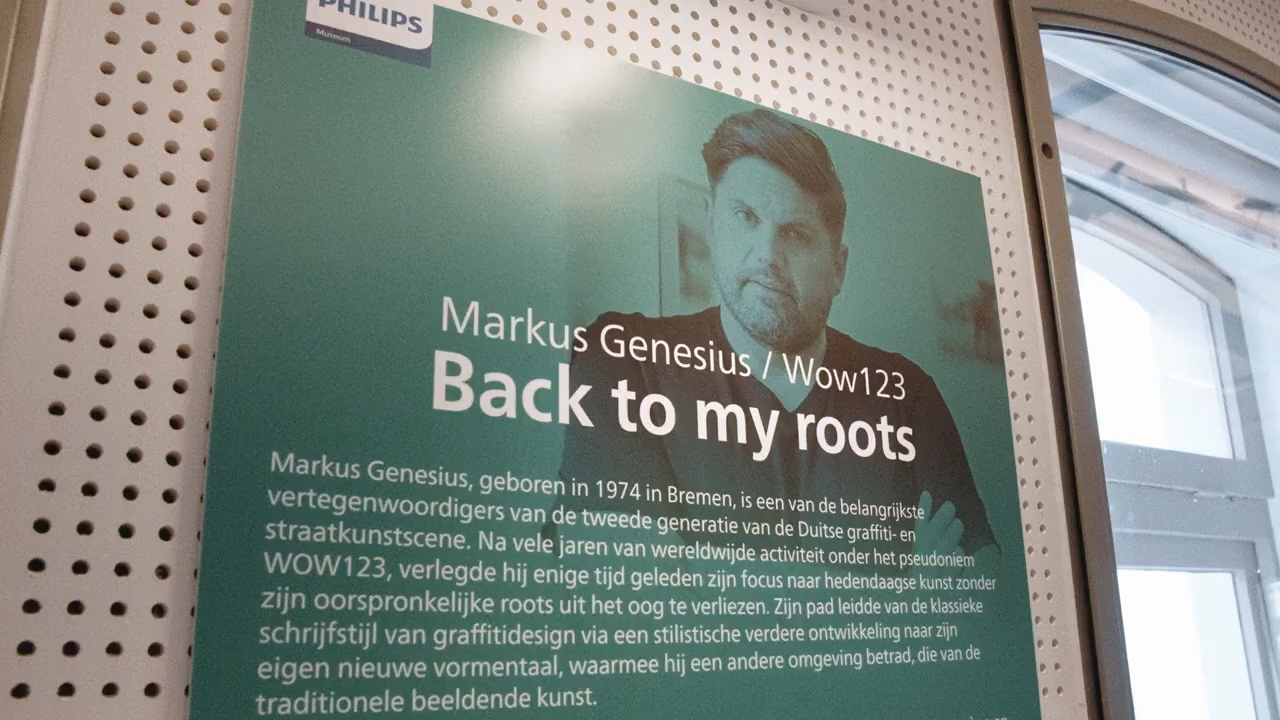 PHILIPS
Museum
Markus Genesius / Wow123
Back to my roots
Markus Genesius, geboren in 1974 in Bremen, is een van de belangrijkste
vertegenwoordigers van de tweede generatie van de Duitse graffiti- en
straatkunstscene. Na vele jaren van wereldwijde activiteit onder het pseudoniem
WOW123, verlegde hij enige tijd geleden zijn focus naar hedendaagse kunst zonder
zijn oorspronkelijke roots uit het oog te verliezen. Zijn pad leidde van de klassieke
schrijfstijl van graffitidesign via een stilistische verdere ontwikkeling naar zijn
eigen nieuwe vormentaal, waarmee hij een andere omgeving betrad, die van de
traditionele beeldende kunst.